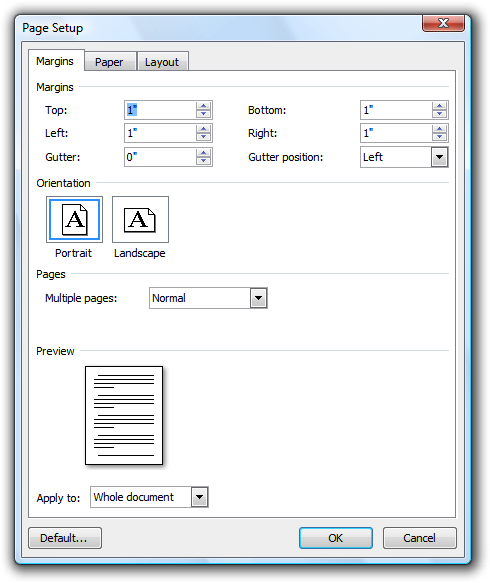 Page Setup
Margins Paper Layout
Margins
Top: 1" Bottom: 1"
Left: 1" Right: 1"
Gutter: 0" Gutter position: Left
Orientation
A A
Portrait Landscape
Pages
Multiple pages: Normal
Preview
Apply to: Whole document
Default... OK Cancel